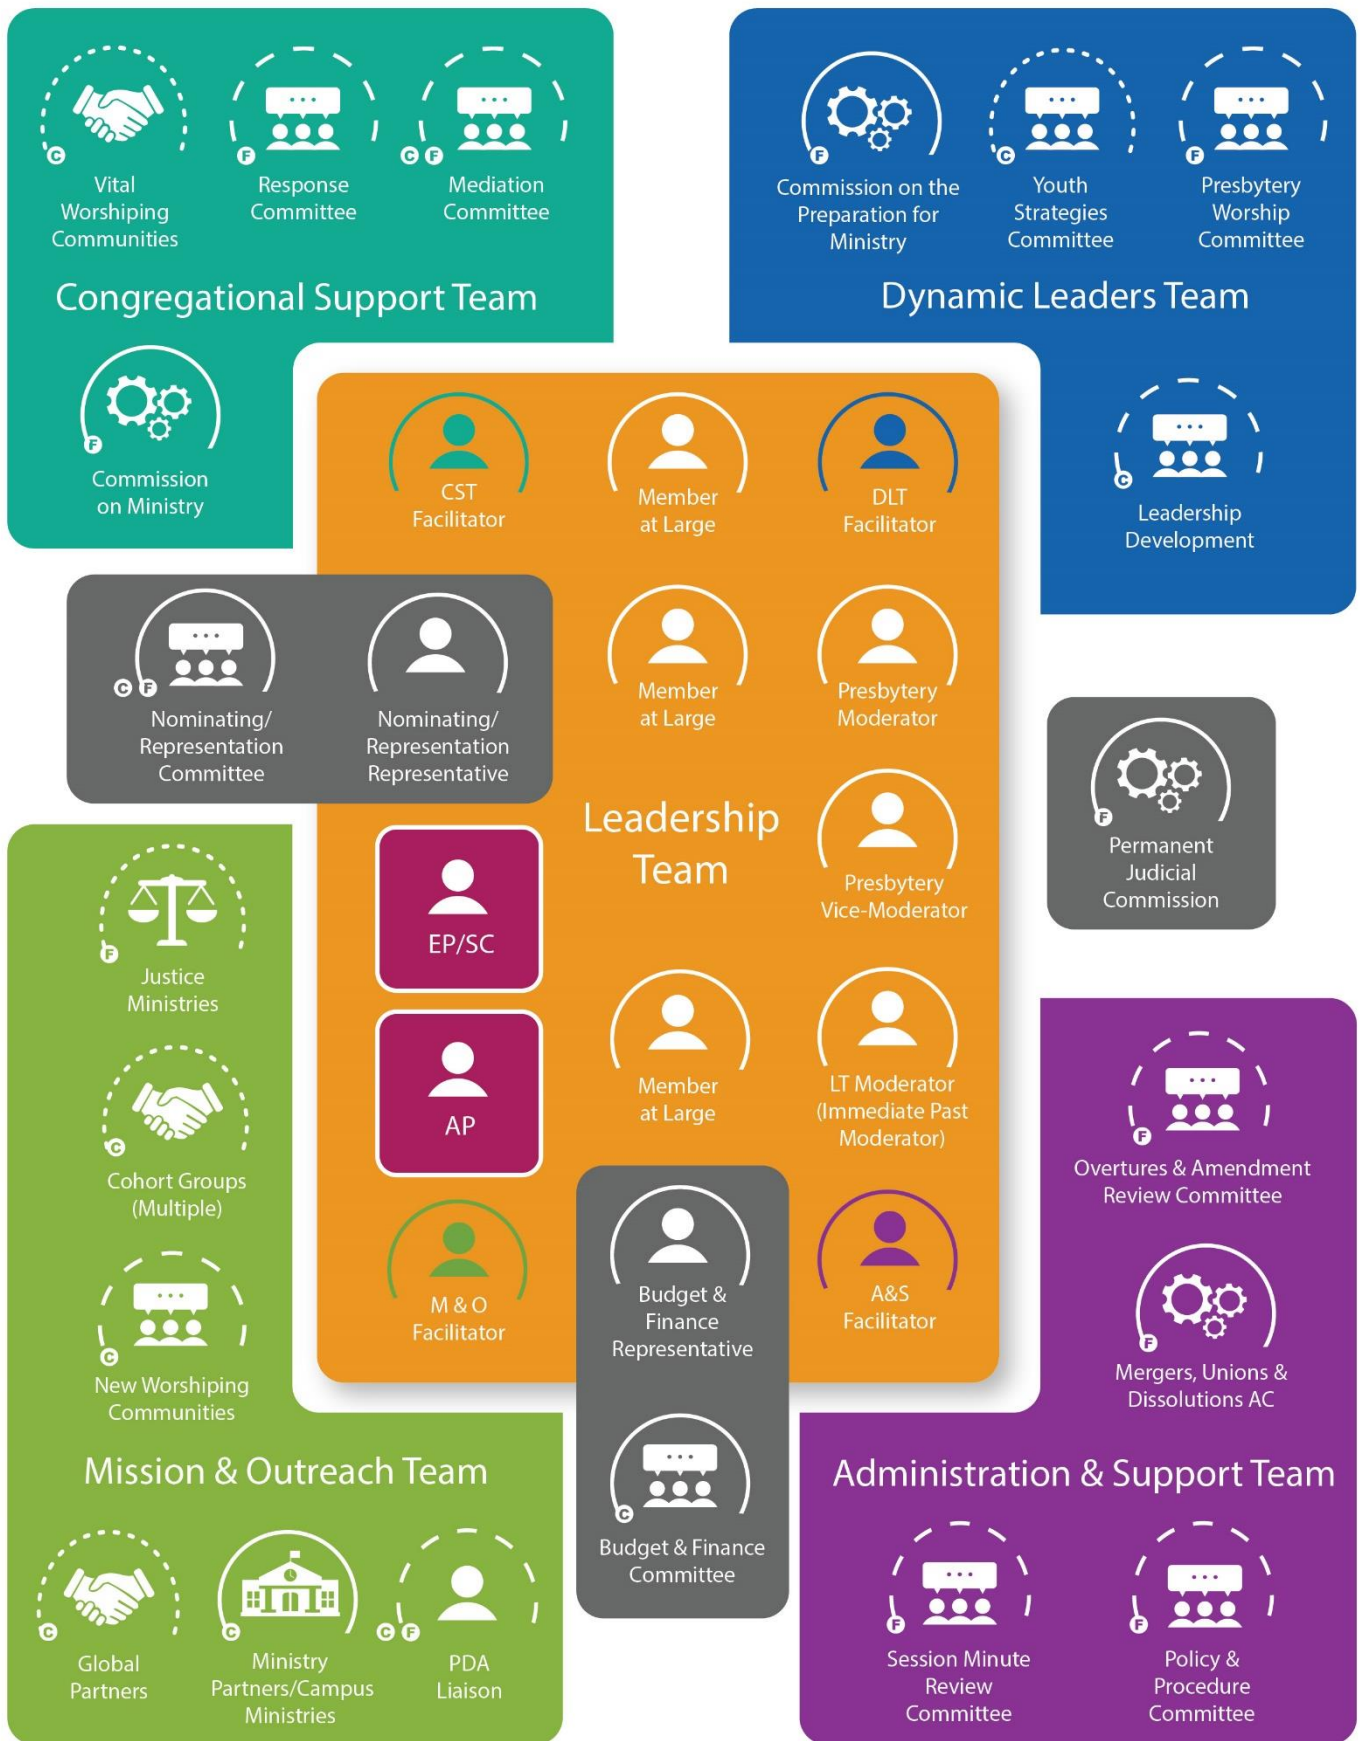 C
Vital
Worshiping
Communities
F
Response
Committee
C F
Mediation
Committee
Congregational Support Team
F
Commission
on Ministry
F
Commission on the
Preparation for
Ministry
C
Youth
Strategies
Committee
F
Presbytery
Worship
Committee
Dynamic Leaders Team
C
Leadership
Development
CST
Facilitator
Member
at Large
DLT
Facilitator
C F
Nominating/
Representation
Committee
Nominating/
Representation
Representative
Member
at Large
Presbytery
Moderator
Leadership
Team
Presbytery
Vice-Moderator
EP/SC
AP
Member
at Large
LT Moderator
(Immediate Past
Moderator)
M & O
Facilitator
Budget &
Finance
Representative
A&S
Facilitator
C
Budget & Finance
Committee
F
Permanent
Judicial
Commission
F
Justice
Ministries
C
Cohort Groups
(Multiple)
C
New Worshiping
Communities
Mission & Outreach Team
C
Global
Partners
C
Ministry
Partners/Campus
Ministries
C F
PDA
Liaison
F
Overtures & Amendment
Review Committee
F
Mergers, Unions &
Dissolutions AC
Administration & Support Team
F
Session Minute
Review
Committee
F
Policy &
Procedure
Committee